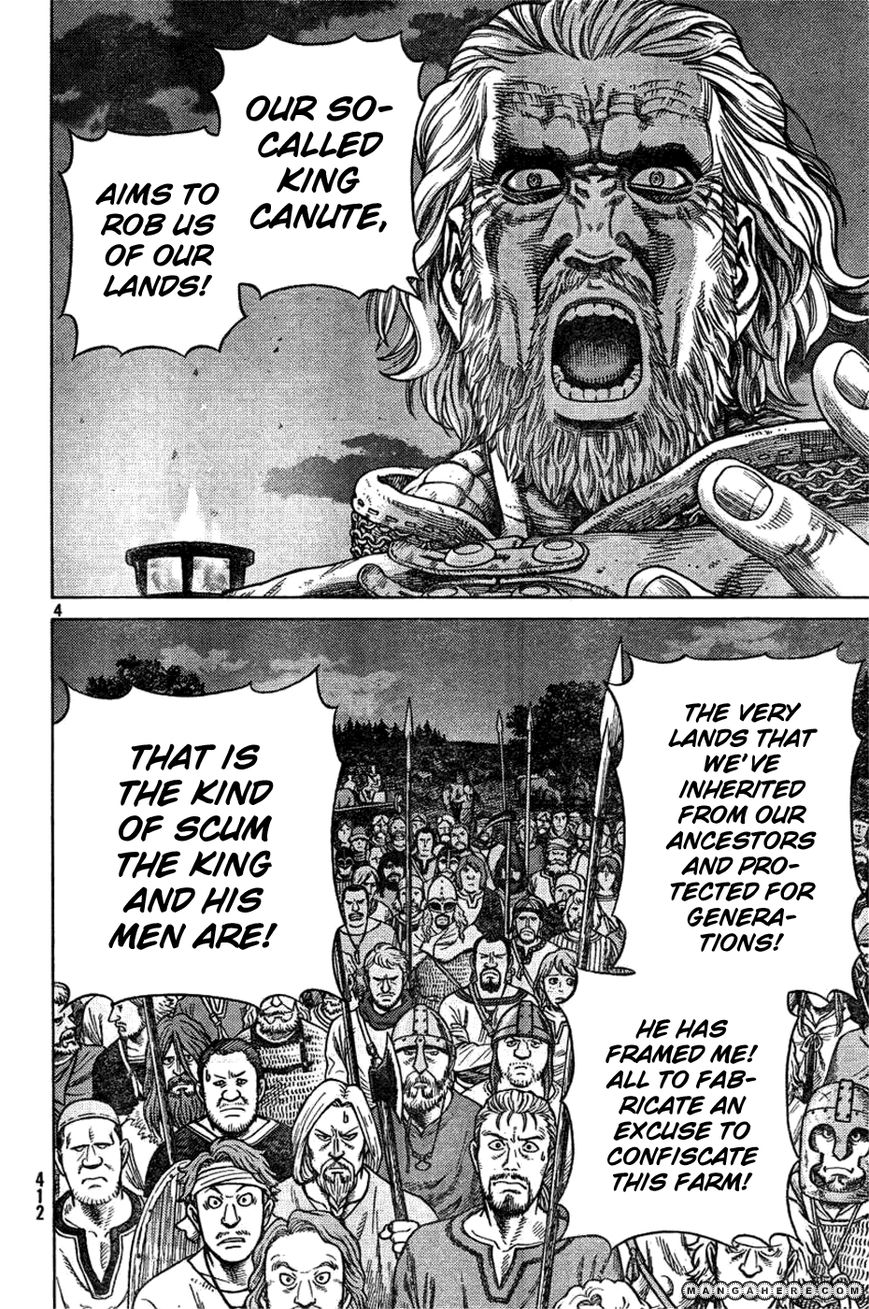 OUR SO-
CALLED
KING
CANUTE,
AIMS TO
ROB US
OF OUR
LANDS!
4
THE VERY
LANDS THAT
WE'VE
INHERITED
FROM OUR
ANCESTORS
AND PRO-
TECTED FOR
GENERA-
TIONS!
HE HAS
FRAMED ME!
ALL TO FAB-
RICATE AN
EXCUSE TO
CONFISCATE
THIS FARM!
THAT IS
THE KIND
OF SCUM
THE KING
AND HIS
MEN ARE!
412
MANGAHERE.COM